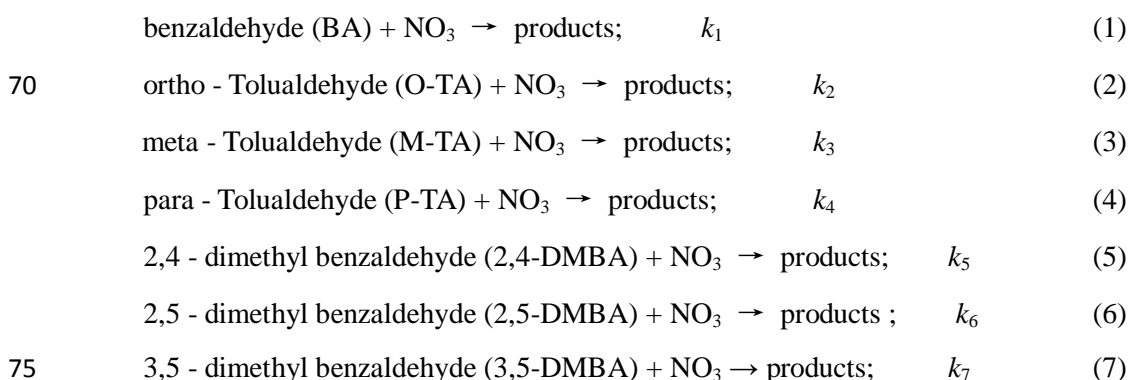 benzaldehyde (BA) + NO₃ → products; k₁ (1)
70 ortho - Tolualdehyde (O-TA) + NO₃ → products; k₂ (2)
meta - Tolualdehyde (M-TA) + NO₃ → products; k₃ (3)
para - Tolualdehyde (P-TA) + NO₃ → products; k₄ (4)
2,4 - dimethyl benzaldehyde (2,4-DMBA) + NO₃ → products; k₅ (5)
2,5 - dimethyl benzaldehyde (2,5-DMBA) + NO₃ → products ; k₆ (6)
75 3,5 - dimethyl benzaldehyde (3,5-DMBA) + NO₃ → products; k₇ (7)